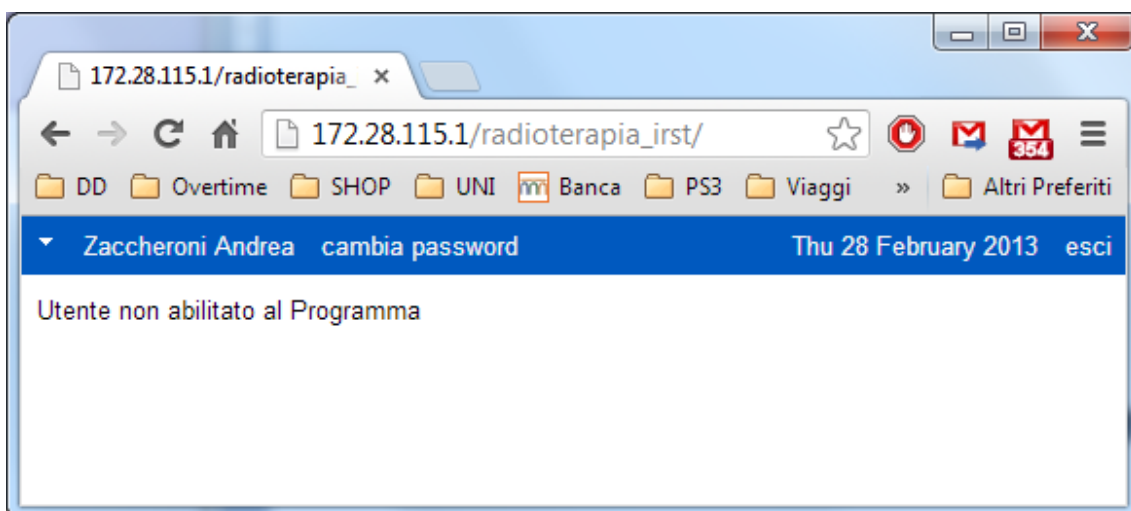 172.28.115.1/radioterapia_
172.28.115.1/radioterapia_irst/
354
DD Overtime SHOP UNI Banca PS3 Viaggi » Altri Preferiti
Zaccheroni Andrea cambia password Thu 28 February 2013 esci
Utente non abilitato al Programma